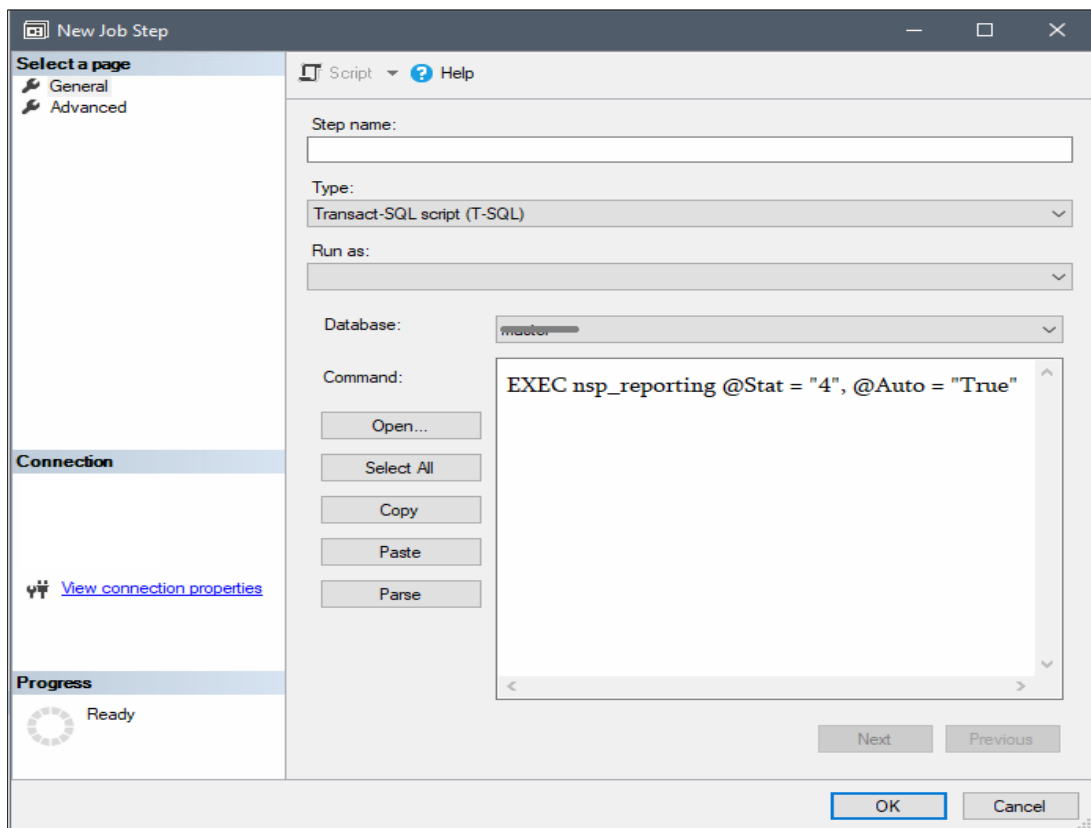 New Job Step
Select a page
General
Advanced
Script
Help
Step name:
Type:
Transact-SQL script (T-SQL)
Run as:
Database:
Command:
EXEC nsp_reporting @Stat = "4", @Auto = "True"
Open...
Select All
Copy
Paste
Parse
Connection
View connection properties
Progress
Ready
Next
Previous
OK
Cancel